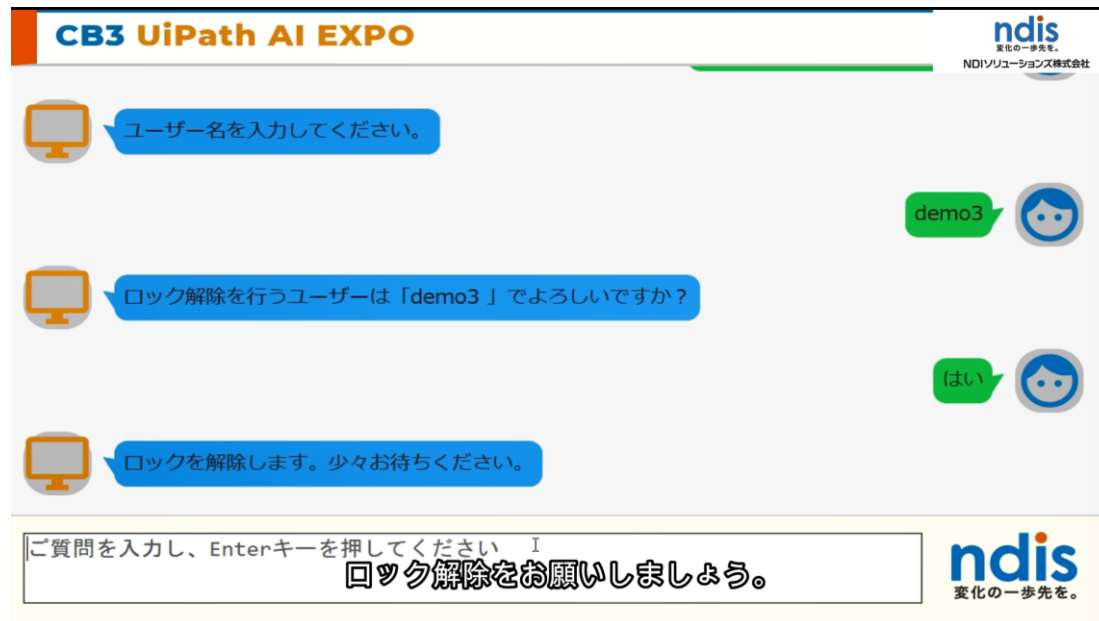 CB3 UiPath AI EXPO
ndis
変化の一歩先を。
NDIソリューションズ株式会社
ユーザー名を入力してください。
demo3
ロック解除を行うユーザーは「demo3 」でよろしいですか？
はい
ロックを解除します。少々お待ちください。
ご質問を入力し、Enterキーを押してください
ロック解除をお願いしましょう。
ndis
変化の一歩先を。